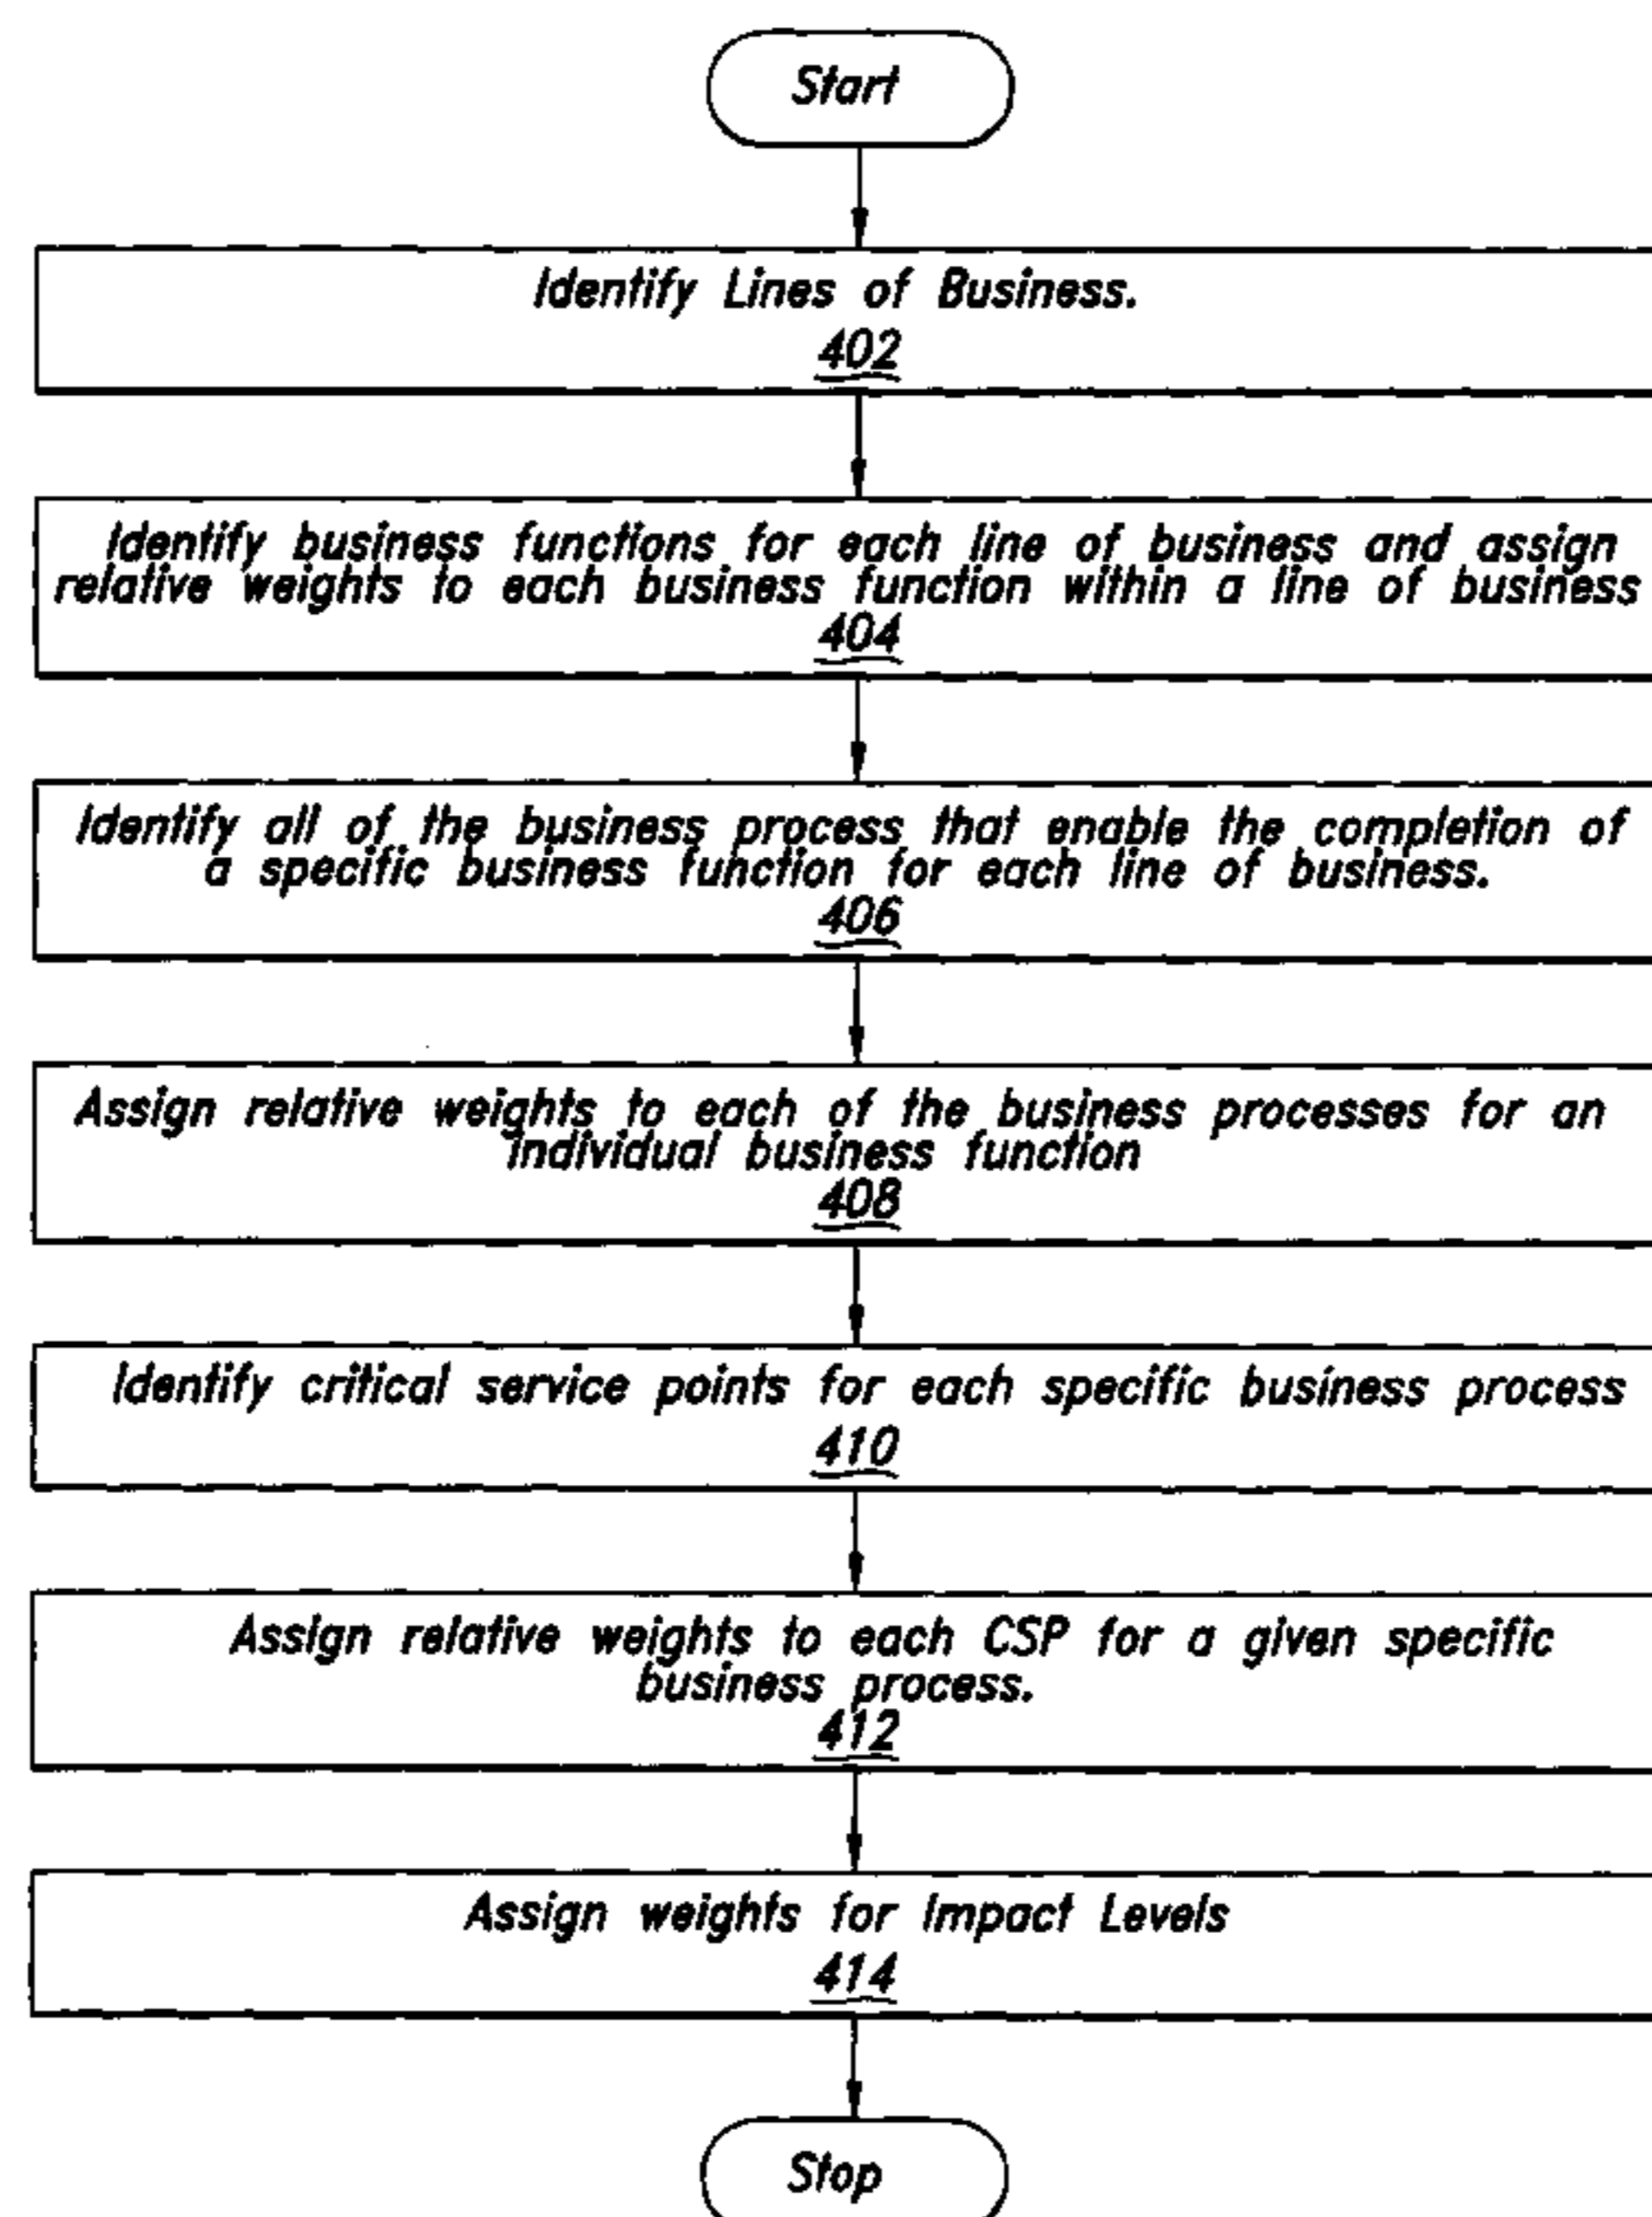 Start
Identify Lines of Business.
402
Identify business functions for each line of business and assign
relative weights to each business function within a line of business
404
Identify all of the business process that enable the completion of
a specific business function for each line of business.
406
Assign relative weights to each of the business processes for an
individual business function
408
Identify critical service points for each specific business process
410
Assign relative weights to each CSP for a given specific
business process.
412
Assign weights for Impact Levels
414
Stop